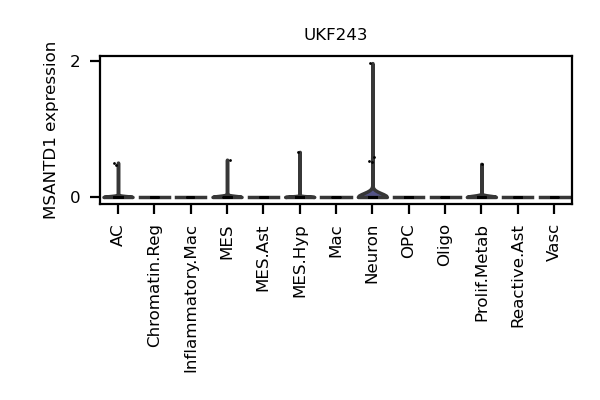 UKF243
MSANTD1 expression
2
0
AC
Chromatin.Reg
Inflammatory.Mac
MES
MES.Ast
MES.Hyp
Mac
Neuron
OPC
Oligo
Prolif.Metab
Reactive.Ast
Vasc